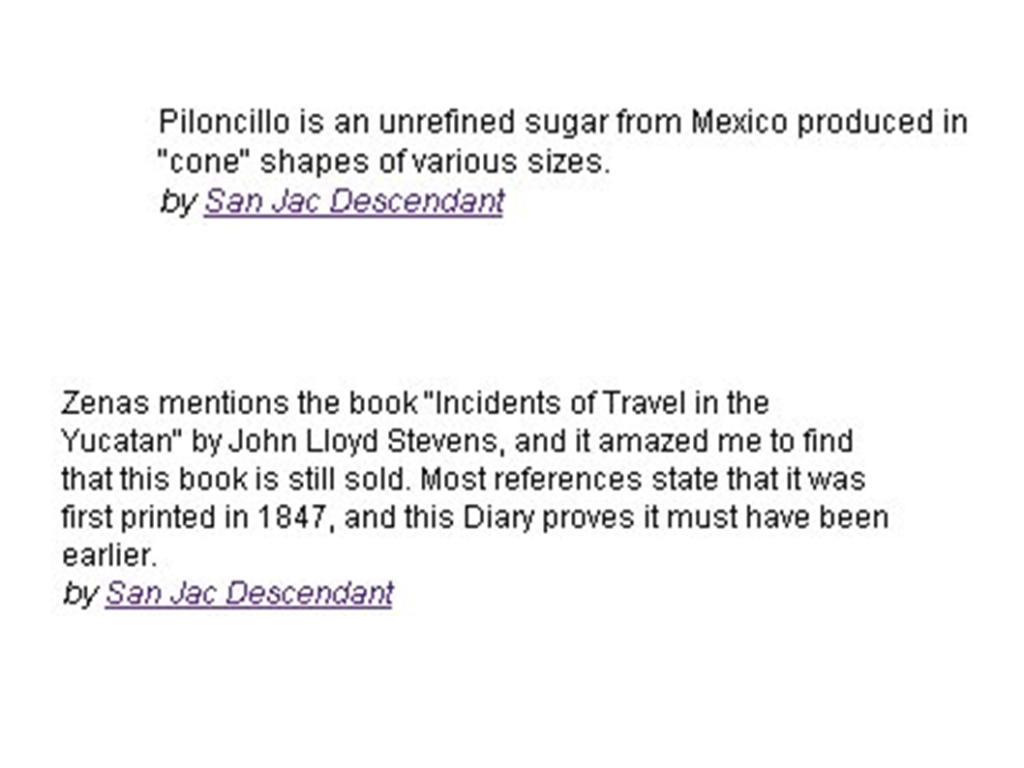 Piloncillo is an unrefined sugar from Mexico produced in
"cone" shapes of various sizes.
by San Jac Descendant
Zenas mentions the book "Incidents of Travel in the
Yucatan" by John Lloyd Stevens, and it amazed me to find
that this book is still sold. Most references state that it was
first printed in 1847, and this Diary proves it must have been
earlier.
by San Jac Descendant